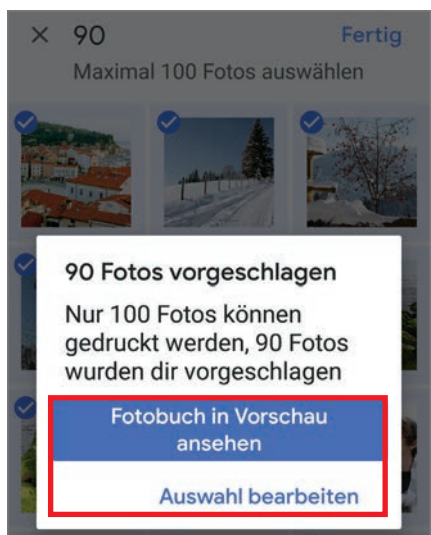 × 90 Fertig
Maximal 100 Fotos auswählen
90 Fotos vorgeschlagen
Nur 100 Fotos können
gedruckt werden, 90 Fotos
wurden dir vorgeschlagen
Fotobuch in Vorschau
ansehen
Auswahl bearbeiten